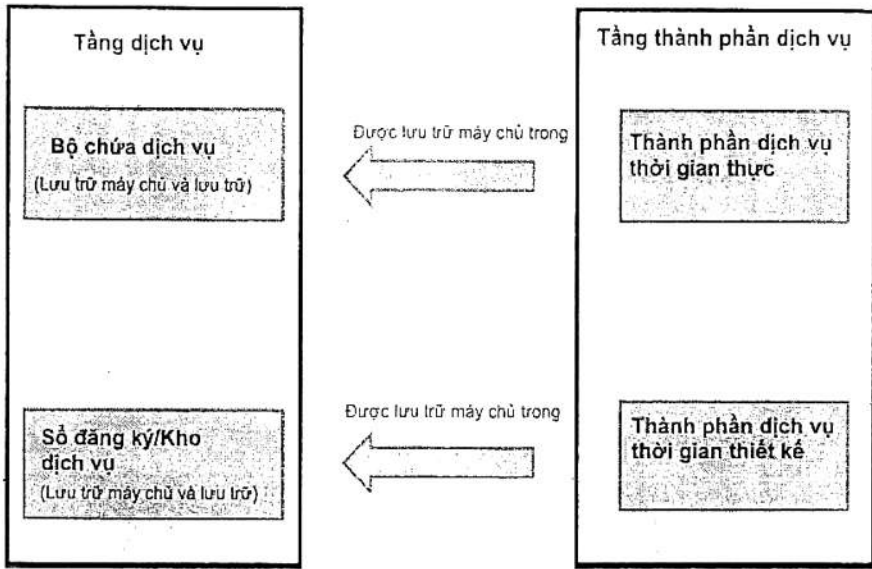 Tầng dịch vụ
Bộ chứa dịch vụ
(Lưu trữ máy chủ và lưu trữ)
Sổ đăng ký/Kho
dịch vụ
(Lưu trữ máy chủ và lưu trữ)
Được lưu trữ máy chủ trong
Được lưu trữ máy chủ trong
Tầng thành phần dịch vụ
Thành phần dịch vụ
thời gian thực
Thành phần dịch vụ
thời gian thiết kế